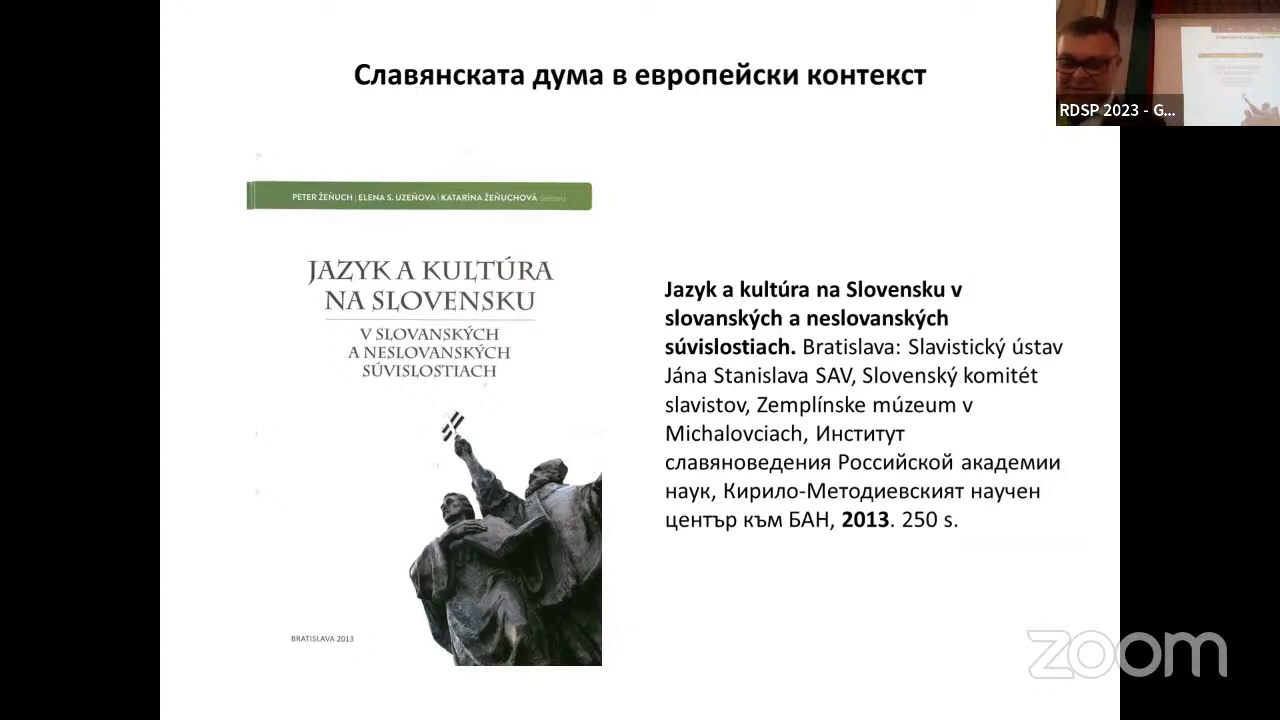 Славянската дума в европейски контекст
RDSP 2023 - G...
PETER ŽEŇUCH | ELENA S. UZEŇOVA | KATARÍNA ŽEŇUCHOVÁ (editori)
JAZYK A KULTÚRA
NA SLOVENSKU
V SLOVANSKÝCH
A NESLOVANSKÝCH
SÚVISLOSTIACH
BRATISLAVA 2013
Jazyk a kultúra na Slovensku v
slovanských a neslovanských
súvislostiach. Bratislava: Slavistický ústav
Jána Stanislava SAV, Slovenský komitét
slavistov, Zemplínske múzeum v
Michalovciach, Институт
славяноведения Российской академии
наук, Кирило-Методиевският научен
център към БАН, 2013. 250 s.
zoom